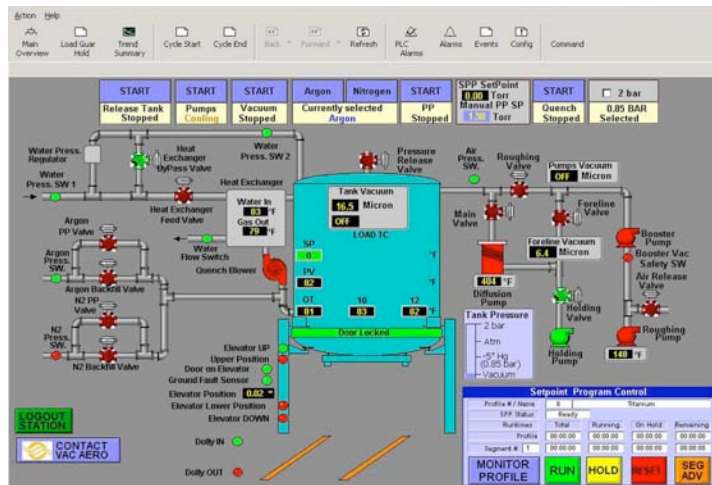 Action Help
Main
Overview
Load Guar
Hold
Trend
Summary
Cycle Start
Cycle End
Back
Forward
Refresh
PLC
Alarms
Alarms
Events
Config
Command
START
Release Tank
Stopped
START
Pumps
Cooling
START
Vacuum
Stopped
Argon
Nitrogen
Currently selected
Argon
START
PP
Stopped
SPP SetPoint
0.00 Torr
Manual PP SP
Torr
START
Quench
Stopped
2 bar
0.85 BAR
Selected
Water Press.
Regulator
Heat
Exchanger
ByPass Valve
Water
Press. SW 2
Water
Press. SW 1
Heat Exchanger
Feed Valve
Heat Exchanger
Water In
83 °F
Gas Out
79 °F
Water
Flow Switch
Quench Blower
Pressure
Release
Valve
Tank Vacuum
16.5 Micron
OFF
LOAD TC
SP
0
°F
PV
82
°F
OT
81
10
83
12
82 °F
Door Locked
Air
Press.
SW.
Roughing
Valve
Pumps Vacuum
OFF Micron
Main
Valve
Foreline
Valve
Foreline Vacuum
6.4 Micron
Booster
Pump
Booster Vac
Safety SW
Air Release
Valve
404 °F
Diffusion
Pump
Holding
Valve
Holding
Pump
Roughing
Pump
148 °F
Argon
PP Valve
Argon
Press.
SW.
Argon Backfill Valve
N2 PP
Valve
N2
Press.
SW.
N2 Backfill Valve
Tank Pressure
2 bar
Atm
-5" Hg
(0.85 bar)
Vacuum
Elevator UP
Upper Position
Door on Elevator
Ground Fault Sensor
Elevator Position 0.02 "
Elevator Lower Position
Elevator DOWN
Dolly IN
Dolly OUT
LOGOUT
STATION
CONTACT
VAC AERO
Setpoint Program Control
Profile # / Name 8 Titanium
SPP Status Ready
Runtimes Total Running On Hold Remaining
Profile 00:00:00 00:00:00 00:00:00 00:00:00
Segment # 1 00:00:00 00:00:00 00:00:00 00:00:00
MONITOR
PROFILE
RUN
HOLD
RESET
SEG
ADV